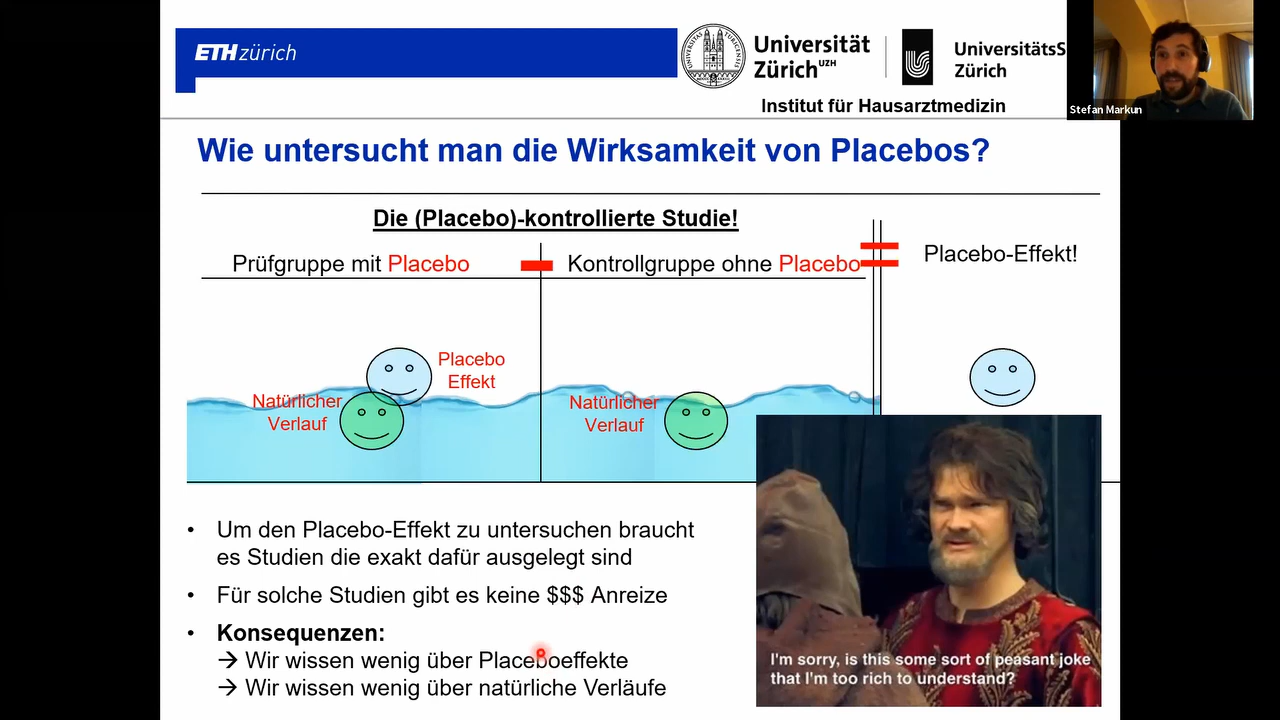 ETH zürich
Universität
Zürich UZH
UniversitätsS
Zürich
Institut für Hausarztmedizin
Stefan Markun
Wie untersucht man die Wirksamkeit von Placebos?
Die (Placebo)-kontrollierte Studie!
Prüfgruppe mit Placebo
Kontrollgruppe ohne Placebo
Placebo-Effekt!
Placebo
Effekt
Natürlicher
Verlauf
Natürlicher
Verlauf
• Um den Placebo-Effekt zu untersuchen braucht
es Studien die exakt dafür ausgelegt sind
• Für solche Studien gibt es keine $$$ Anreize
• Konsequenzen:
→ Wir wissen wenig über Placeboeffekte
→ Wir wissen wenig über natürliche Verläufe
I'm sorry, is this some sort of peasant joke
that I'm too rich to understand?